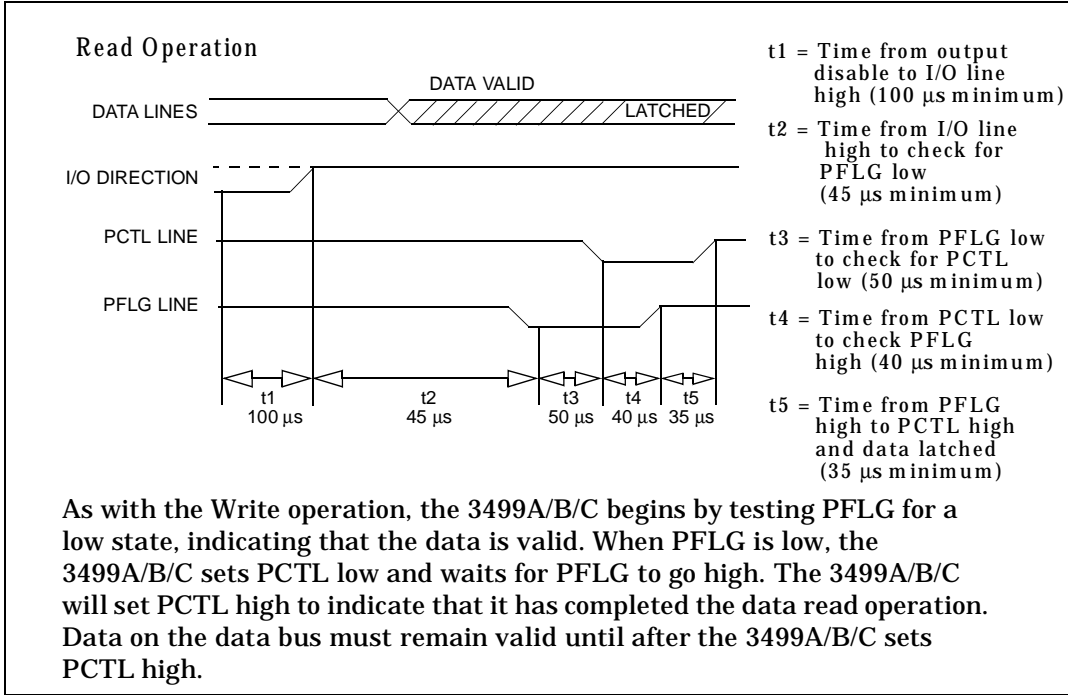 Read Operation
DATA VALID
DATA LINES
LATCHED
I/O DIRECTION
PCTL LINE
PFLG LINE
t1
100 µs
t2
45 µs
t3
50 µs
t4
40 µs
t5
35 µs
t1 = Time from output
disable to I/O line
high (100 µs minimum)
t2 = Time from I/O line
high to check for
PFLG low
(45 µs minimum)
t3 = Time from PFLG low
to check for PCTL
low (50 µs minimum)
t4 = Time from PCTL low
to check PFLG
high (40 µs minimum)
t5 = Time from PFLG
high to PCTL high
and data latched
(35 µs minimum)
As with the Write operation, the 3499A/B/C begins by testing PFLG for a
low state, indicating that the data is valid. When PFLG is low, the
3499A/B/C sets PCTL low and waits for PFLG to go high. The 3499A/B/C
will set PCTL high to indicate that it has completed the data read operation.
Data on the data bus must remain valid until after the 3499A/B/C sets
PCTL high.